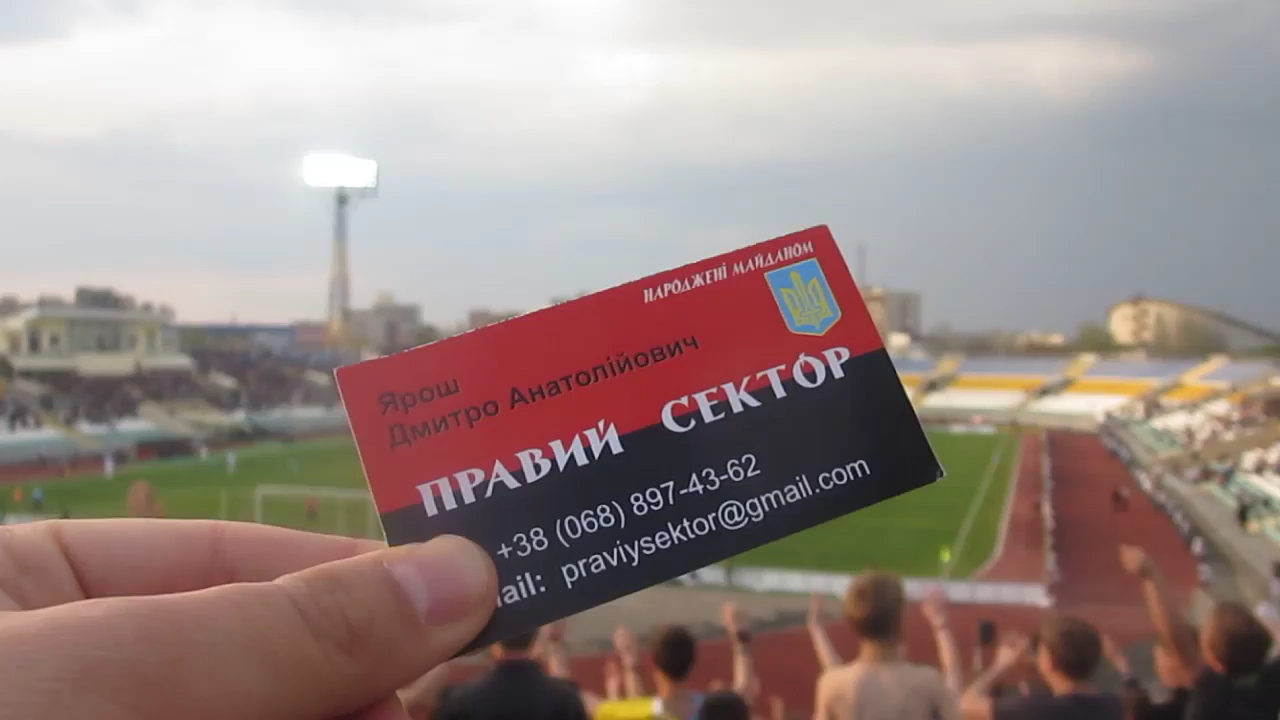 НАРОДЖЕНІ МАЙДАНОМ
Ярош
Дмитро Анатолійович
ПРАВИЙ СЕКТОР
+38 (068) 897-43-62
ail: praviysektor@gmail.com